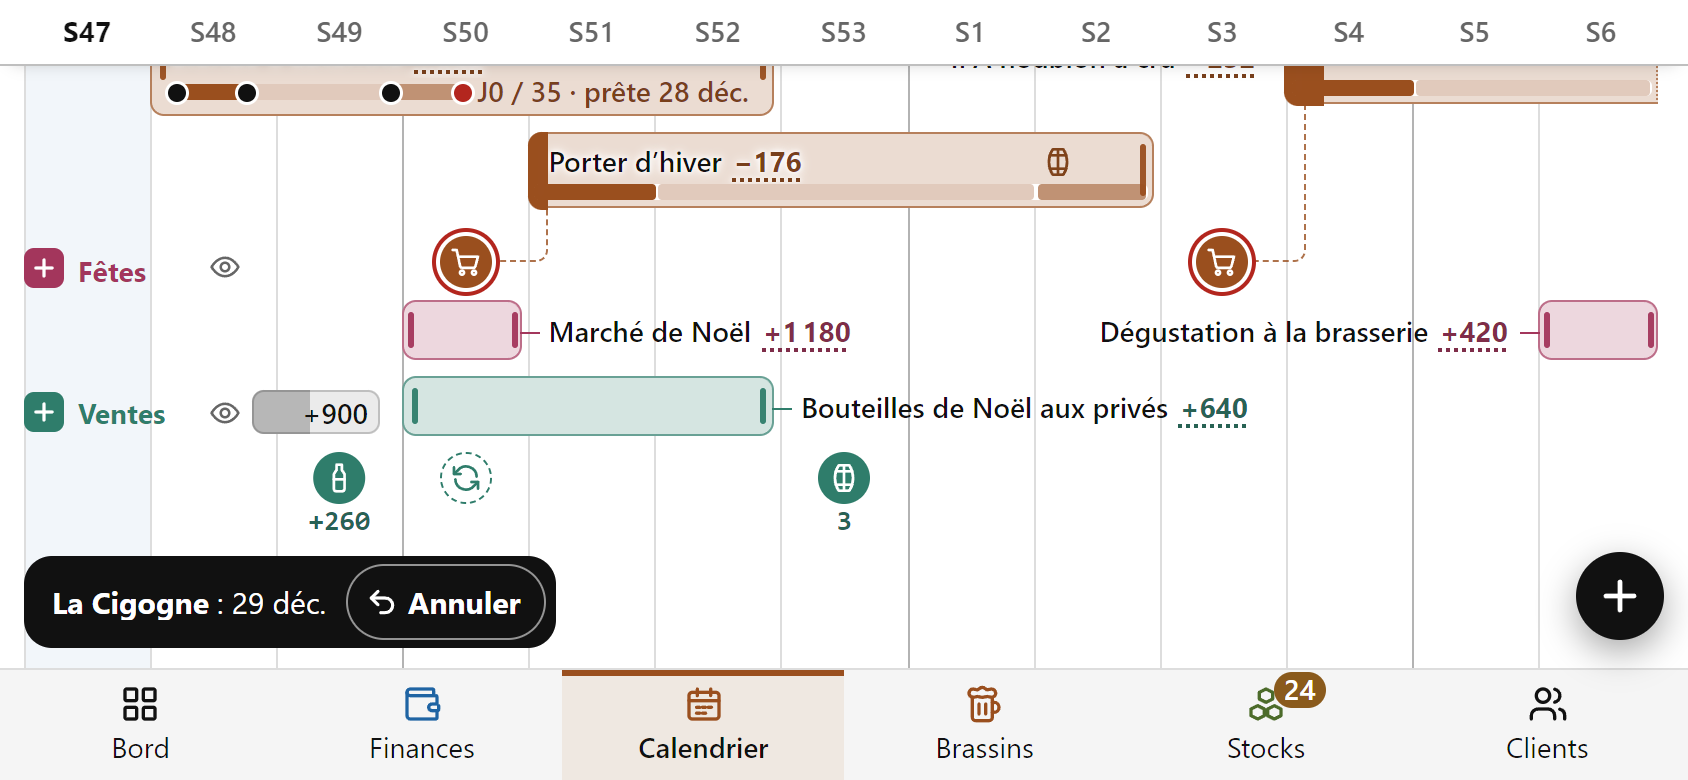 S47 S48 S49 S50 S51 S52 S53 S1 S2 S3 S4 S5 S6
J0 / 35 · prête 28 déc.
Porter d’hiver −176
Fêtes
Marché de Noël +1 180
Dégustation à la brasserie +420
Ventes
+900
Bouteilles de Noël aux privés +640
+260
3
La Cigogne : 29 déc. Annuler
24
Bord Finances Calendrier Brassins Stocks Clients